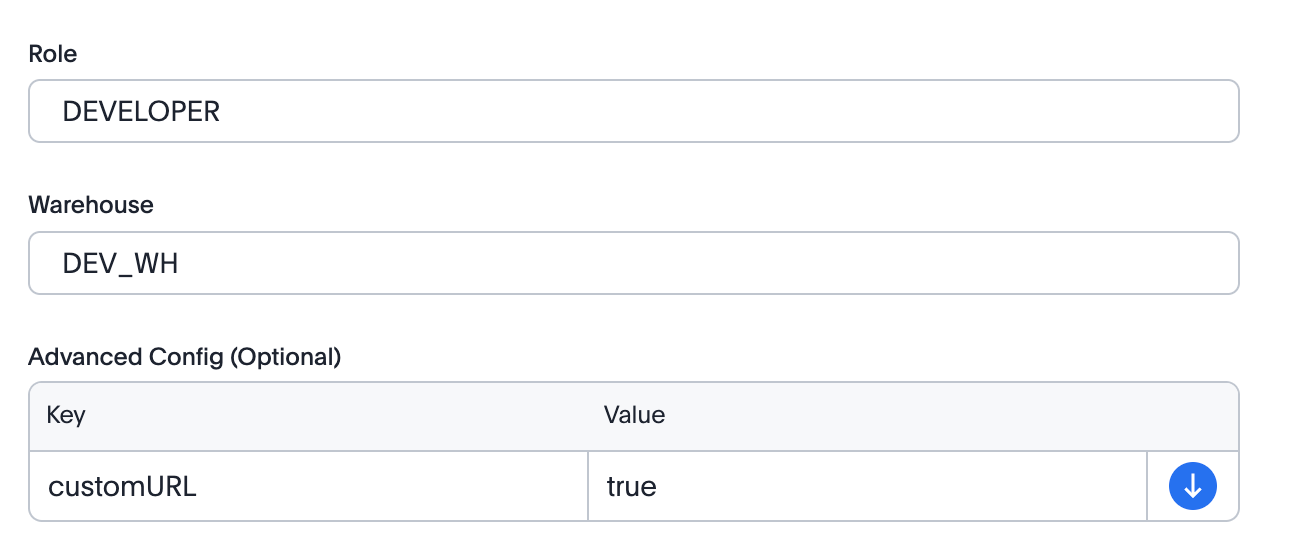 Role
DEVELOPER
Warehouse
DEV_WH
Advanced Config (Optional)
Key Value
customURL true